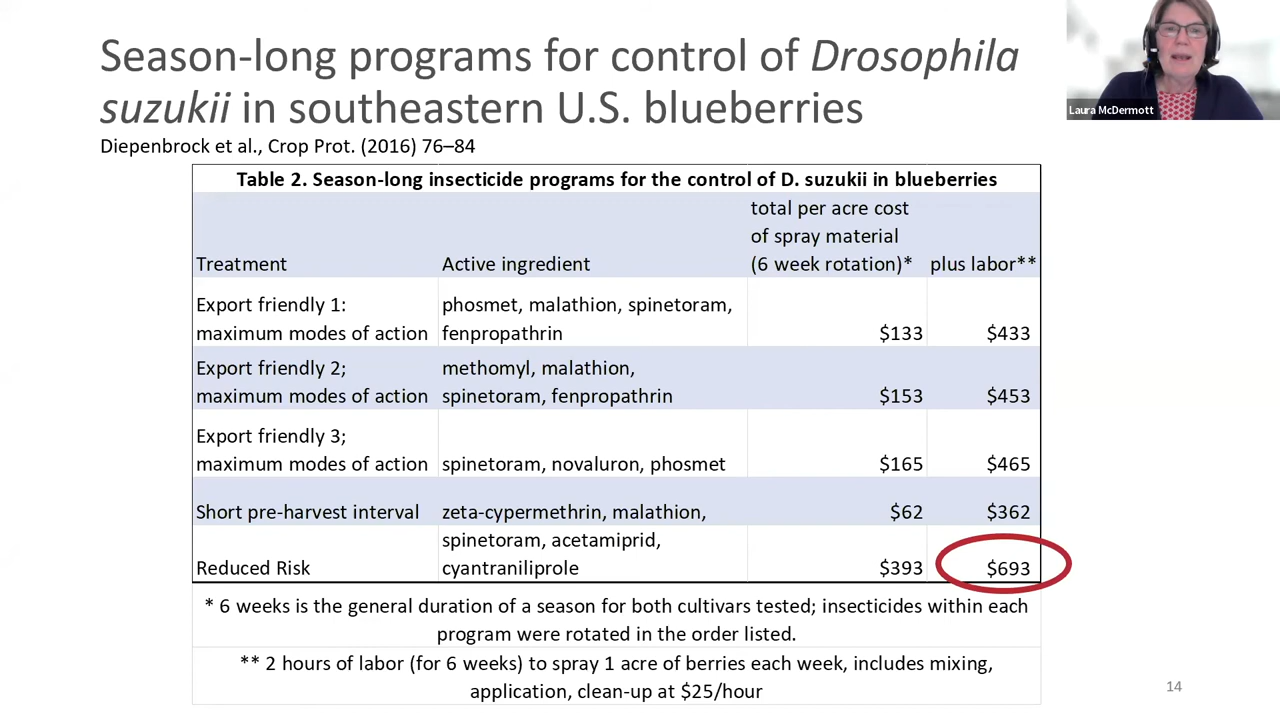 Season-long programs for control of Drosophila
suzukii in southeastern U.S. blueberries
Diepenbrock et al., Crop Prot. (2016) 76–84
Laura McDermott
Table 2. Season-long insecticide programs for the control of D. suzukii in blueberries
Treatment
Active ingredient
total per acre cost
of spray material
(6 week rotation)*
plus labor**
Export friendly 1:
maximum modes of action
phosmet, malathion, spinetoram,
fenpropathrin
$133
$433
Export friendly 2;
maximum modes of action
methomyl, malathion,
spinetoram, fenpropathrin
$153
$453
Export friendly 3;
maximum modes of action
spinetoram, novaluron, phosmet
$165
$465
Short pre-harvest interval
zeta-cypermethrin, malathion,
$62
$362
Reduced Risk
spinetoram, acetamiprid,
cyantraniliprole
$393
$693
* 6 weeks is the general duration of a season for both cultivars tested; insecticides within each
program were rotated in the order listed.
** 2 hours of labor (for 6 weeks) to spray 1 acre of berries each week, includes mixing,
application, clean-up at $25/hour
14